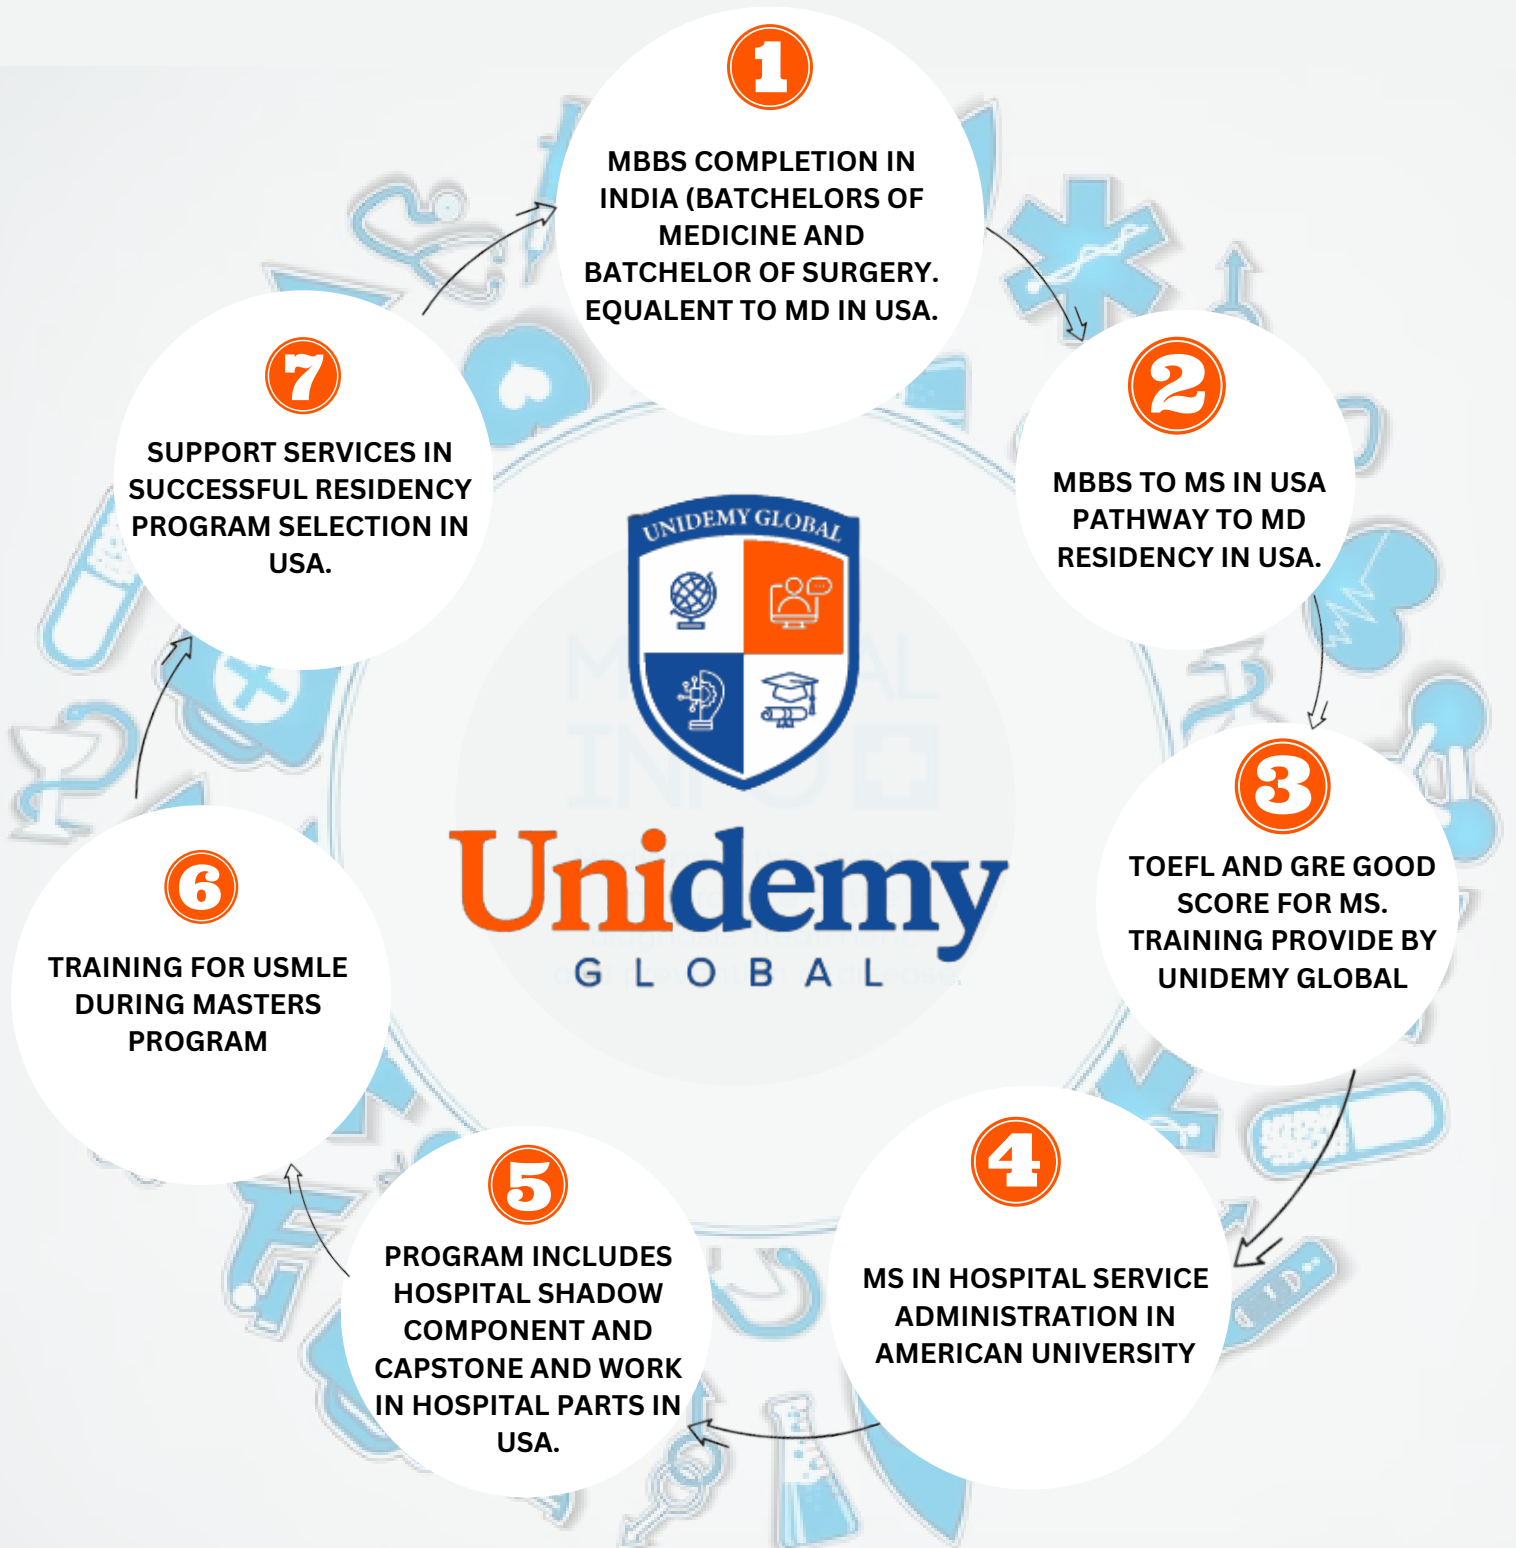 1
MBBS COMPLETION IN
INDIA (BATCHELORS OF
MEDICINE AND
BATCHELOR OF SURGERY.
EQUALENT TO MD IN USA.
2
MBBS TO MS IN USA
PATHWAY TO MD
RESIDENCY IN USA.
3
TOEFL AND GRE GOOD
SCORE FOR MS.
TRAINING PROVIDE BY
UNIDEMY GLOBAL
4
MS IN HOSPITAL SERVICE
ADMINISTRATION IN
AMERICAN UNIVERSITY
5
PROGRAM INCLUDES
HOSPITAL SHADOW
COMPONENT AND
CAPSTONE AND WORK
IN HOSPITAL PARTS IN
USA.
6
TRAINING FOR USMLE
DURING MASTERS
PROGRAM
7
SUPPORT SERVICES IN
SUCCESSFUL RESIDENCY
PROGRAM SELECTION IN
USA.
UNIDEMY GLOBAL
Unidemy
GLOBAL